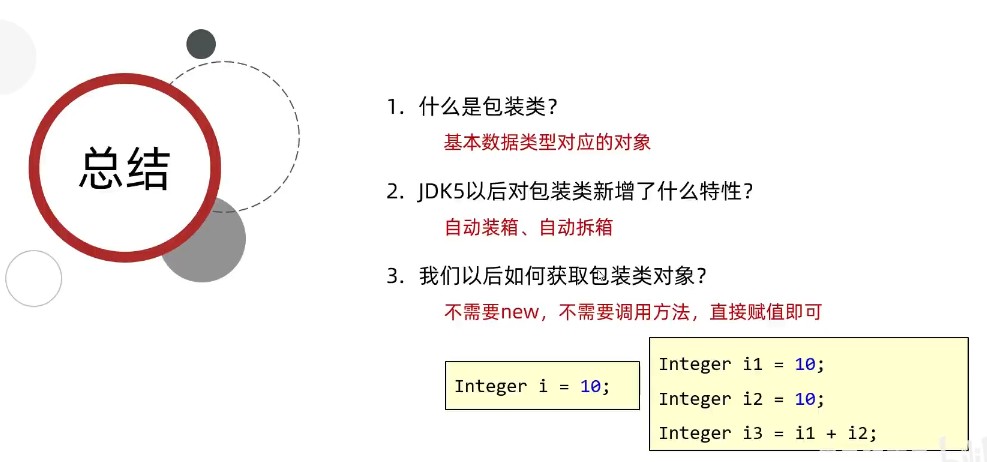 总结
1. 什么是包装类？
基本数据类型对应的对象
2. JDK5以后对包装类新增了什么特性？
自动装箱、自动拆箱
3. 我们以后如何获取包装类对象？
不需要new，不需要调用方法，直接赋值即可
Integer i = 10;
Integer i1 = 10;
Integer i2 = 10;
Integer i3 = i1 + i2;